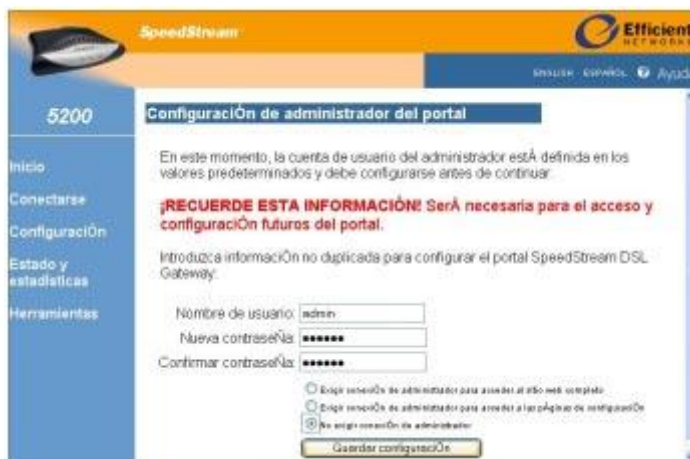 SpeedStream
Efficient
NETWORKS
ENGLISH ESPAÑOL Ayuda
5200
Inicio
Conectarse
ConfiguraciÓn
Estado y
estadísticas
Herramientas
ConfiguraciÓn de administrador del portal
En este momento, la cuenta de usuario del administrador estÁ definida en los
valores predeterminados y debe configurarse antes de continuar.
¡RECUERDE ESTA INFORMACIÓN! SerÁ necesaria para el acceso y
configuraciÓn futuros del portal.
Introduzca informaciÓn no duplicada para configurar el portal SpeedStream DSL
Gateway:
Nombre de usuario: admin
Nueva contraseÑa: ●●●●●●
Confirmar contraseÑa: ●●●●●●
Exigir conexiÓn de administrador para acceder al sitio web completo
Exigir conexiÓn de administrador para acceder a las pÁginas de configuraciÓn
No exigir conexiÓn de administrador
Guardar configuraciÓn